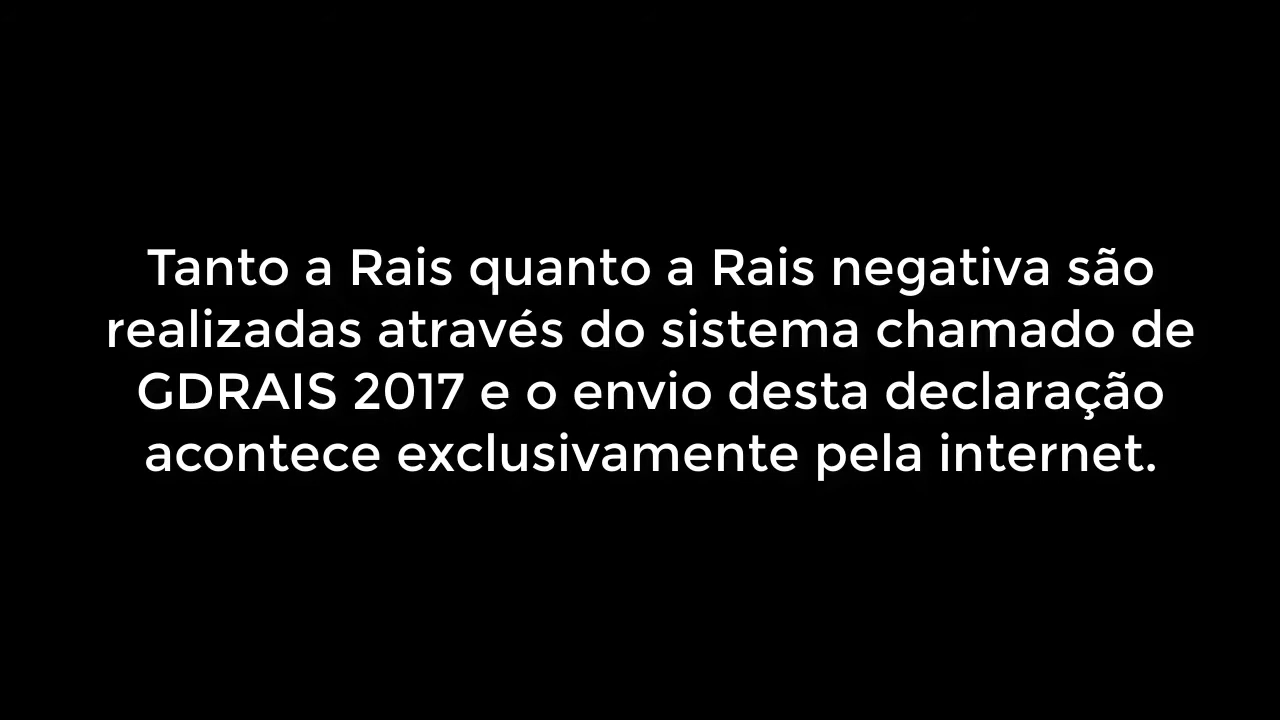 Tanto a Rais quanto a Rais negativa são
realizadas através do sistema chamado de
GDRAIS 2017 e o envio desta declaração
acontece exclusivamente pela internet.